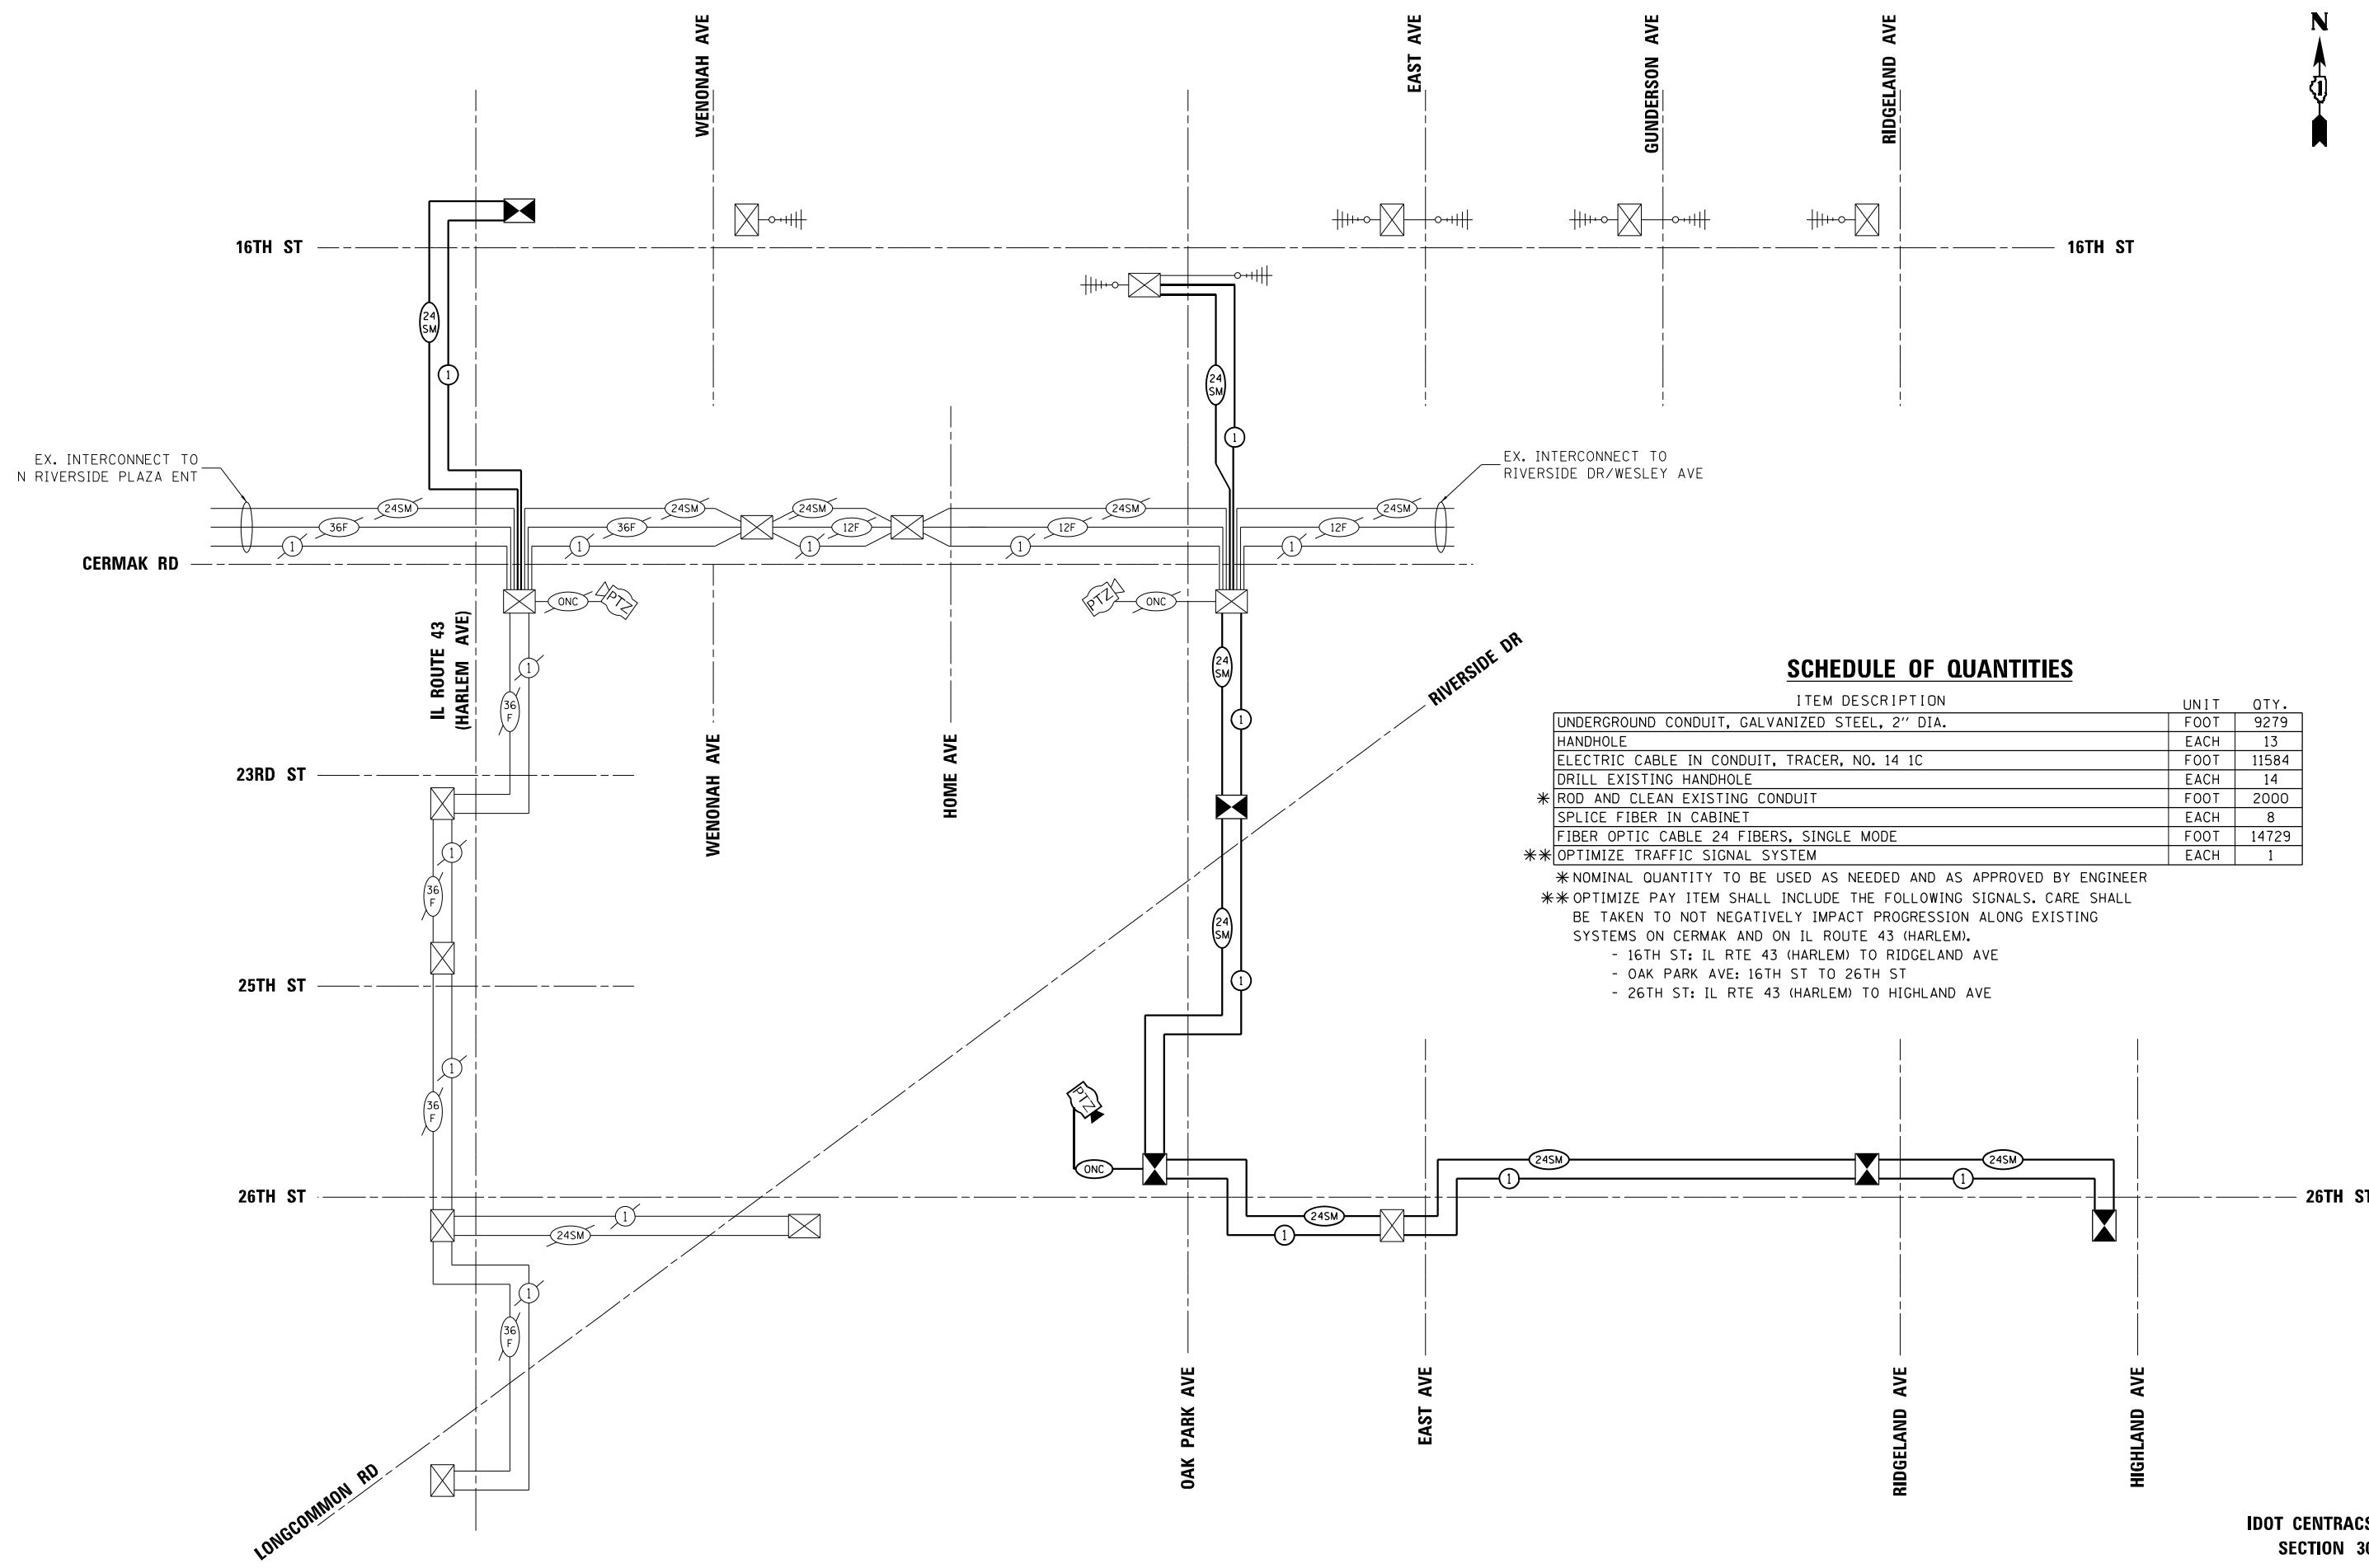 WENONAH AVE
EAST AVE
GUNDERSON AVE
RIDGELAND AVE
N
1
16TH ST
16TH ST
24
SM
1
24
SM
1
EX. INTERCONNECT TO
N RIVERSIDE PLAZA ENT
EX. INTERCONNECT TO
RIVERSIDE DR/WESLEY AVE
24SM
24SM
24SM
24SM
24SM
36F
36F
12F
12F
12F
1
1
1
1
1
CERMAK RD
ONC
PTZ
PTZ
ONC
IL ROUTE 43
(HARLEM AVE)
1
36
F
24
SM
1
RIVERSIDE DR
23RD ST
WENONAH AVE
HOME AVE
SCHEDULE OF QUANTITIES
ITEM DESCRIPTION UNIT QTY.
UNDERGROUND CONDUIT, GALVANIZED STEEL, 2'' DIA. FOOT 9279
HANDHOLE EACH 13
ELECTRIC CABLE IN CONDUIT, TRACER, NO. 14 1C FOOT 11584
DRILL EXISTING HANDHOLE EACH 14
* ROD AND CLEAN EXISTING CONDUIT FOOT 2000
SPLICE FIBER IN CABINET EACH 8
FIBER OPTIC CABLE 24 FIBERS, SINGLE MODE FOOT 14729
** OPTIMIZE TRAFFIC SIGNAL SYSTEM EACH 1
* NOMINAL QUANTITY TO BE USED AS NEEDED AND AS APPROVED BY ENGINEER
** OPTIMIZE PAY ITEM SHALL INCLUDE THE FOLLOWING SIGNALS. CARE SHALL
BE TAKEN TO NOT NEGATIVELY IMPACT PROGRESSION ALONG EXISTING
SYSTEMS ON CERMAK AND ON IL ROUTE 43 (HARLEM).
- 16TH ST: IL RTE 43 (HARLEM) TO RIDGELAND AVE
- OAK PARK AVE: 16TH ST TO 26TH ST
- 26TH ST: IL RTE 43 (HARLEM) TO HIGHLAND AVE
1
36
F
24
SM
1
25TH ST
1
36
F
PTZ
ONC
24SM
24SM
1
1
26TH ST
26TH ST
1
24SM
24SM
1
1
36
F
OAK PARK AVE
EAST AVE
RIDGELAND AVE
HIGHLAND AVE
LONGCOMMON RD
IDOT CENTRACS
SECTION 30